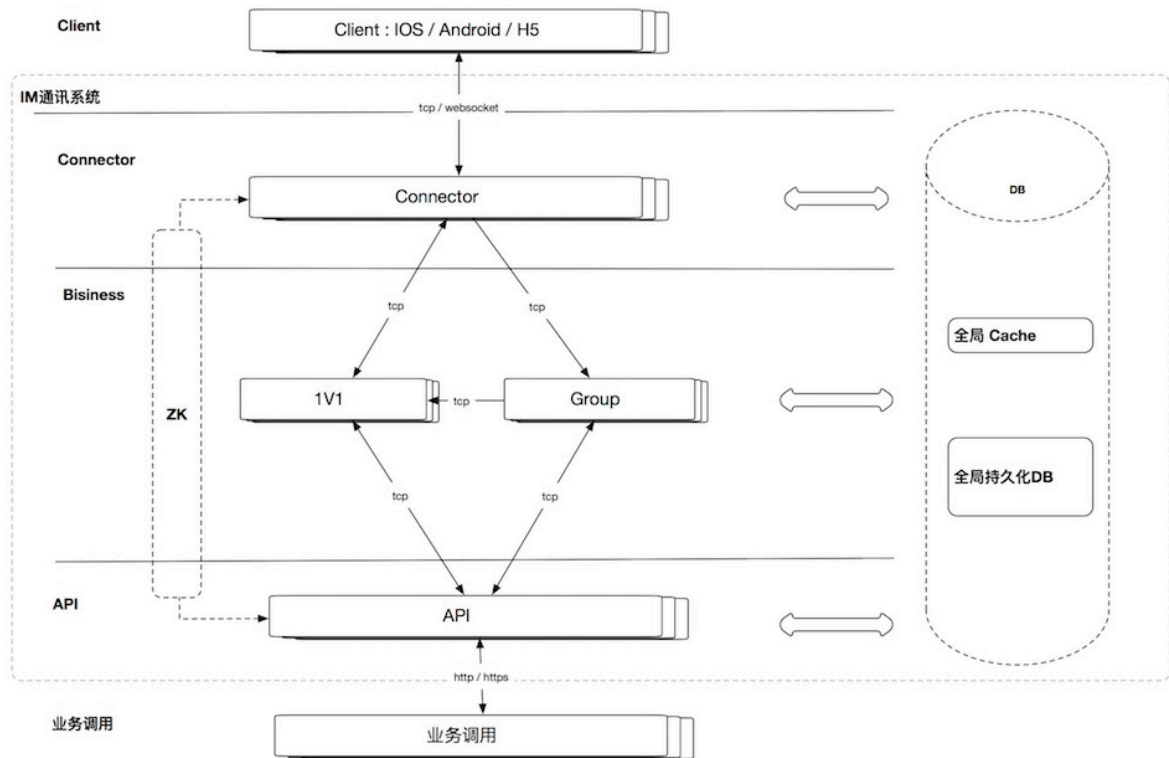 Client
Client : IOS / Android / H5
IM通讯系统
tcp / websocket
Connector
Connector
DB
Bisiness
tcp
tcp
全局 Cache
1V1
tcp
Group
ZK
全局持久化DB
tcp
tcp
API
API
http / https
业务调用
业务调用